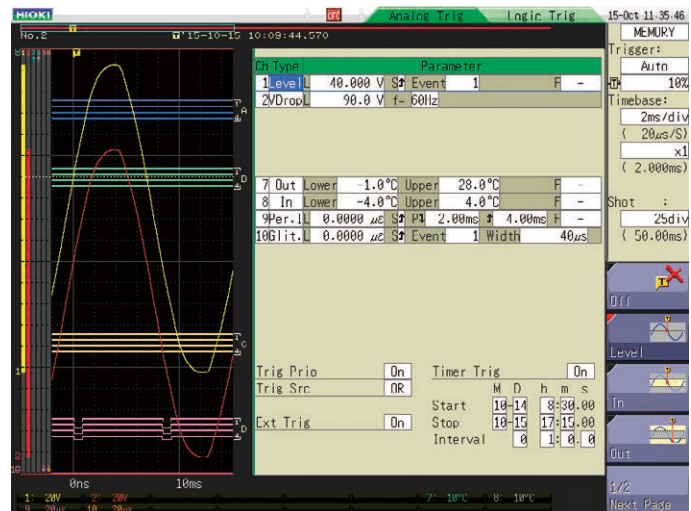 HIOKI
OFC
Analog Trig Logic Trig 15-Oct 11:35:46
No.2 '15-10-15 10:09:44.570
MEMORY
Trigger:
Auto
10%
Timebase:
2ms/div
( 20µs/S)
x1
( 2.000ms)
Shot :
25div
( 50.00ms)
Ch Type Parameter
1 Level L 40.000 V S↑ Event 1 F -
2 VDrop L 90.0 V f- 60Hz
7 Out Lower -1.0°C Upper 28.0°C F -
8 In Lower -4.0°C Upper 4.0°C F -
9 Per.I L 0.0000 µε S↑ P↧ 2.00ms ↥ 4.00ms F -
10 Glit. L 0.0000 µε S↑ Event 1 Width 40µs
Trig Prio On Timer Trig On
Trig Src OR M D h m s
Start 10-14 8:30.00
Ext Trig On Stop 10-15 17:15.00
Interval 0 1: 0. 0
A
D
C
D
Off
Level
In
Out
1/2
Next Page
0ns 10ms
1: 20V 2: 20V 7: 10°C 8: 10°C